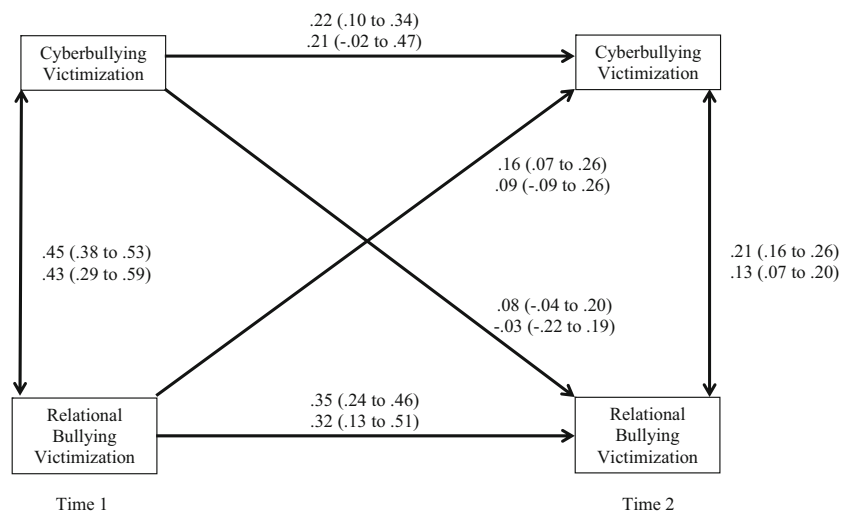 .22 (.10 to .34)
.21 (-.02 to .47)
Cyberbullying
Victimization
Cyberbullying
Victimization
.16 (.07 to .26)
.09 (-.09 to .26)
.45 (.38 to .53)
.43 (.29 to .59)
.21 (.16 to .26)
.13 (.07 to .20)
.08 (-.04 to .20)
-.03 (-.22 to .19)
.35 (.24 to .46)
.32 (.13 to .51)
Relational
Bullying
Victimization
Relational
Bullying
Victimization
Time 1
Time 2